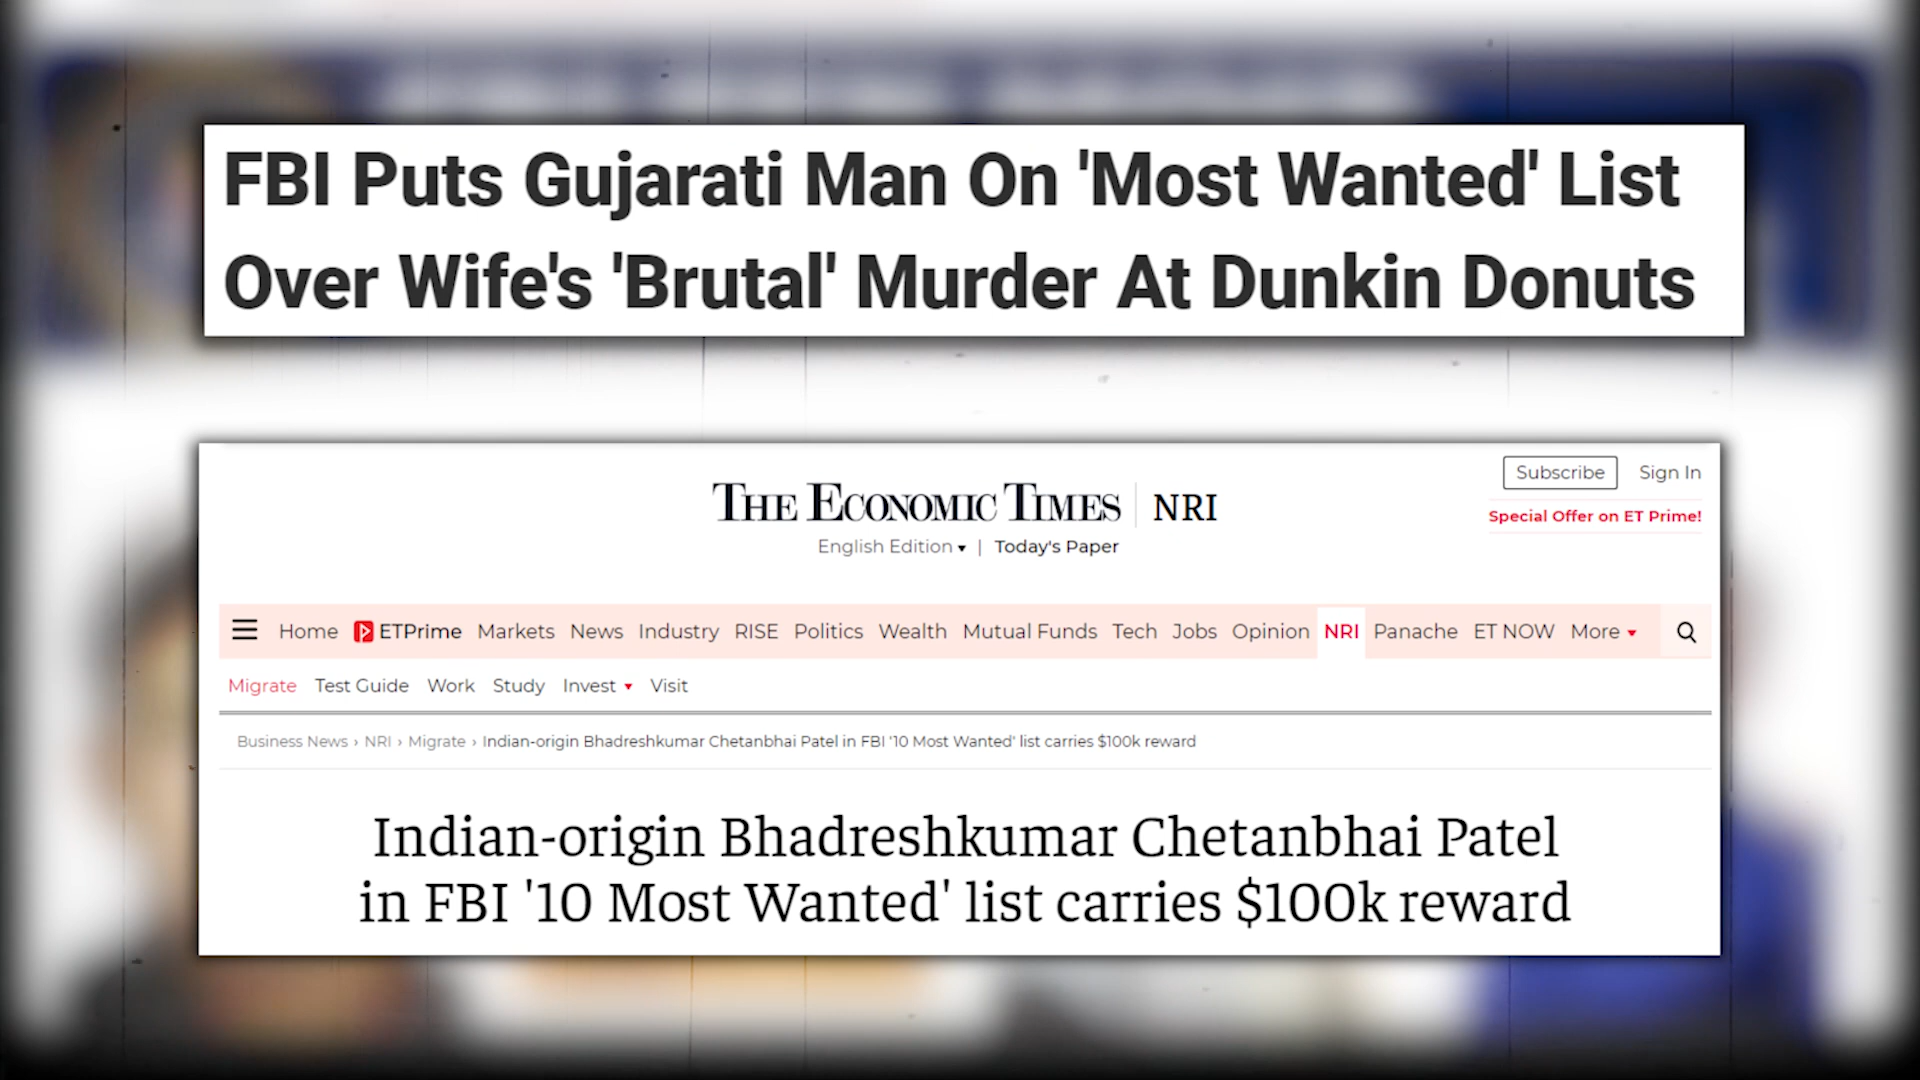 FBI Puts Gujarati Man On 'Most Wanted' List
Over Wife's 'Brutal' Murder At Dunkin Donuts
Subscribe Sign In
THE ECONOMIC TIMES | NRI
Special Offer on ET Prime!
English Edition | Today's Paper
Home ETPrime Markets News Industry RISE Politics Wealth Mutual Funds Tech Jobs Opinion NRI Panache ET NOW More
Migrate Test Guide Work Study Invest Visit
Business News › NRI › Migrate › Indian-origin Bhadreshkumar Chetanbhai Patel in FBI '10 Most Wanted' list carries $100k reward
Indian-origin Bhadreshkumar Chetanbhai Patel
in FBI '10 Most Wanted' list carries $100k reward